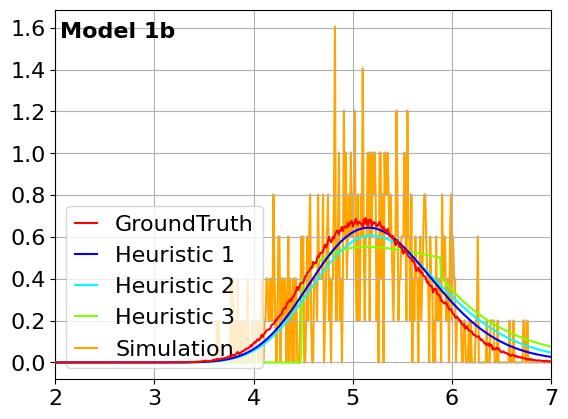 Model 1b
1.6
1.4
1.2
1.0
0.8
0.6
0.4
0.2
0.0
GroundTruth
Heuristic 1
Heuristic 2
Heuristic 3
Simulation
2 3 4 5 6 7